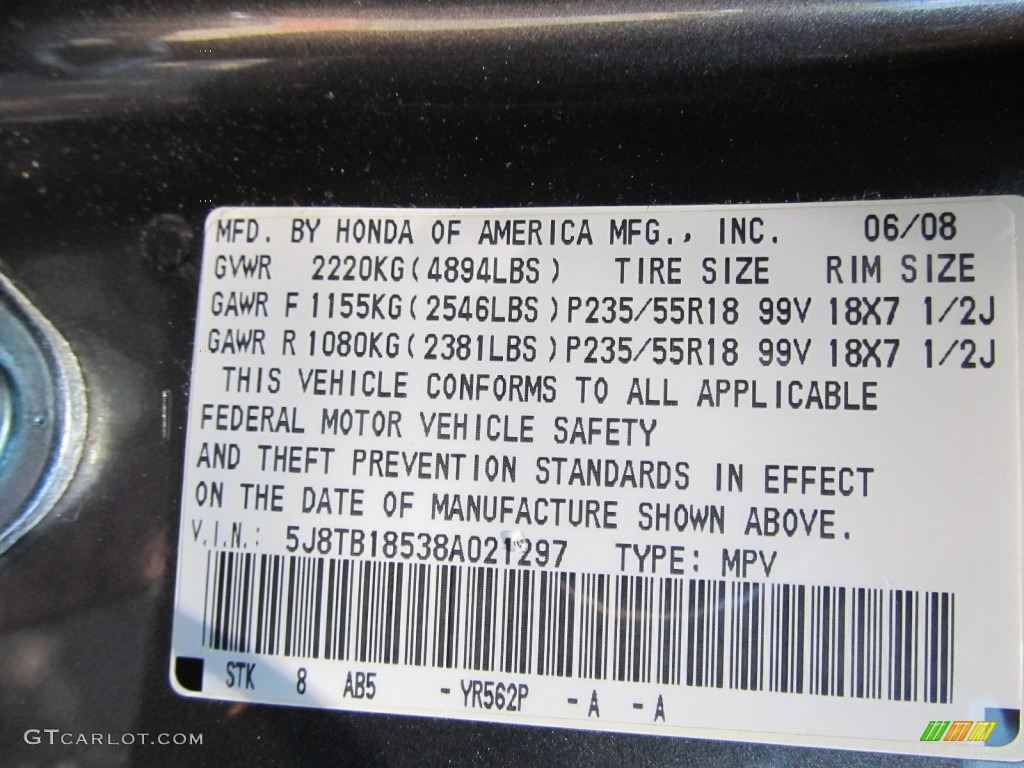 MFD. BY HONDA OF AMERICA MFG., INC. 06/08
GVWR 2220KG(4894LBS) TIRE SIZE RIM SIZE
GAWR F 1155KG(2546LBS)P235/55R18 99V 18X7 1/2J
GAWR R 1080KG(2381LBS)P235/55R18 99V 18X7 1/2J
THIS VEHICLE CONFORMS TO ALL APPLICABLE
FEDERAL MOTOR VEHICLE SAFETY
AND THEFT PREVENTION STANDARDS IN EFFECT
ON THE DATE OF MANUFACTURE SHOWN ABOVE.
V.I.N.: 5J8TB18538A021297 TYPE: MPV
STK 8 AB5 -YR562P -A -A
GTCARLOT.COM